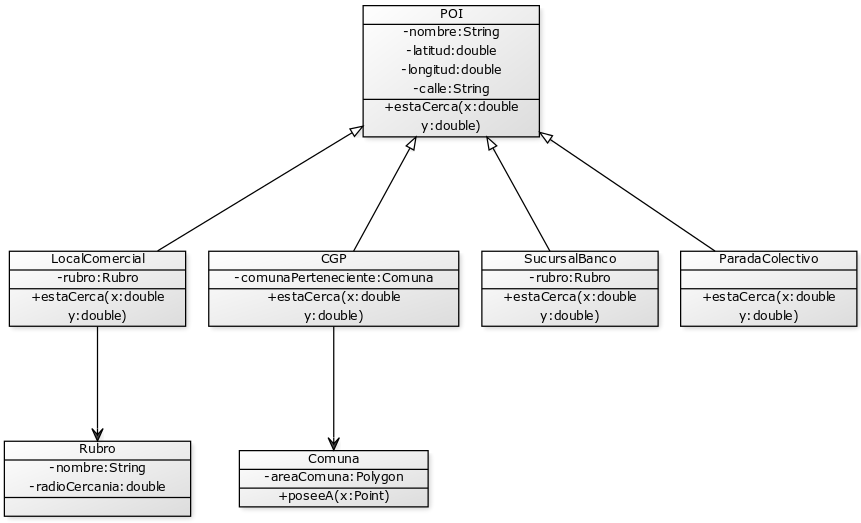 POI
-nombre:String
-latitud:double
-longitud:double
-calle:String
+estaCerca(x:double
y:double)
LocalComercial
-rubro:Rubro
+estaCerca(x:double
y:double)
CGP
-comunaPerteneciente:Comuna
+estaCerca(x:double
y:double)
SucursalBanco
-rubro:Rubro
+estaCerca(x:double
y:double)
ParadaColectivo
+estaCerca(x:double
y:double)
Rubro
-nombre:String
-radioCercania:double
Comuna
-areaComuna:Polygon
+poseeA(x:Point)